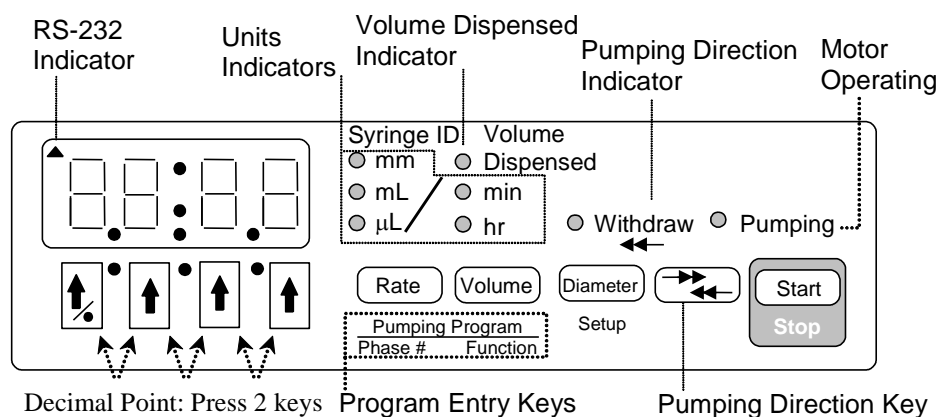 RS-232
Indicator
Units
Indicators
Volume Dispensed
Indicator
Pumping Direction
Indicator
Motor
Operating
Syringe ID
Volume
Dispensed
mm
mL
μL
min
hr
Withdraw
Pumping
Rate
Volume
Diameter
Start
Setup
Stop
Pumping Program
Phase # Function
Decimal Point: Press 2 keys
Program Entry Keys
Pumping Direction Key